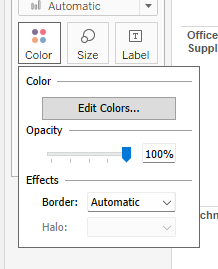 Automatic
Office
Color Size Label
Suppl
Color
Edit Colors...
Opacity
100%
Effects
Border: Automatic
Halo:
chn